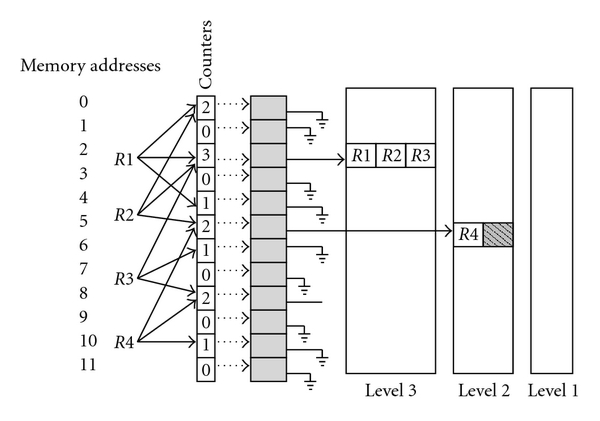 Counters
Memory addresses
0 2
1 0
2 3
R1 R1 R2 R3
3 0
4 1
R2
5 2
R4
6 1
7 0
R3
8 2
9 0
10 R4 1
11 0
Level 3 Level 2 Level 1